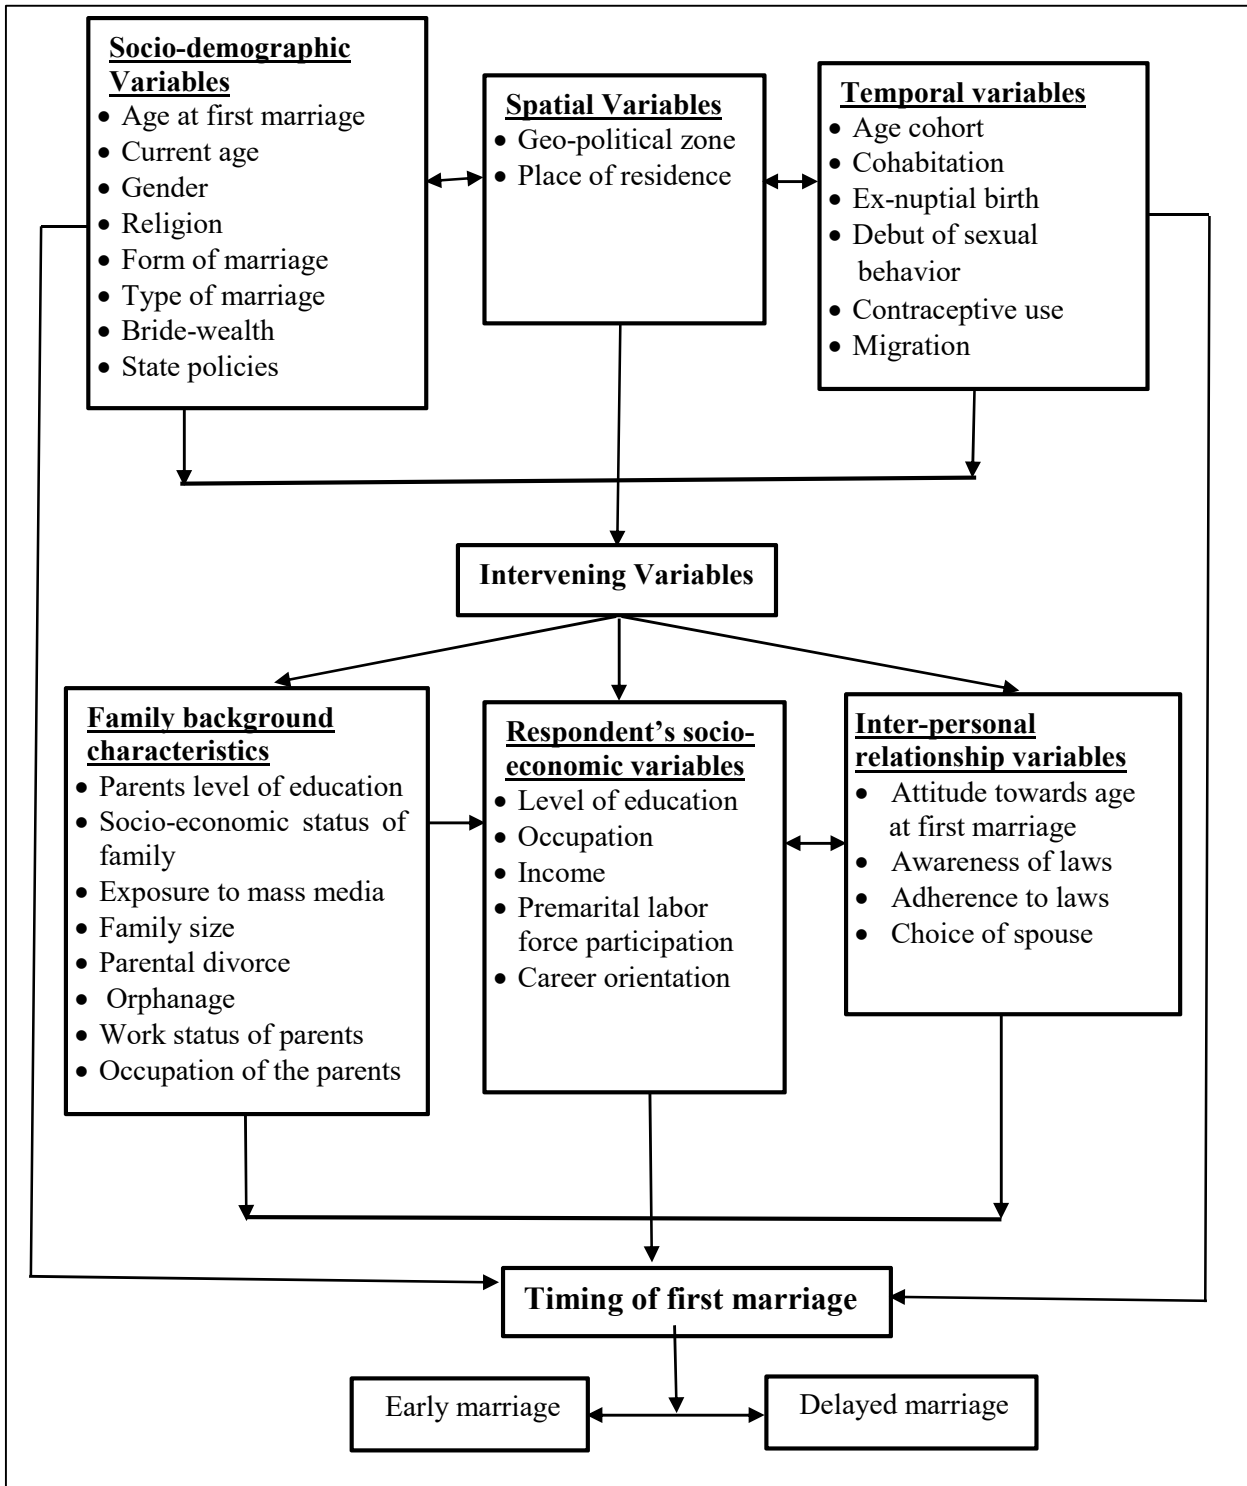 Socio-demographic
Variables
• Age at first marriage
• Current age
• Gender
• Religion
• Form of marriage
• Type of marriage
• Bride-wealth
• State policies
Spatial Variables
• Geo-political zone
• Place of residence
Temporal variables
• Age cohort
• Cohabitation
• Ex-nuptial birth
• Debut of sexual
behavior
• Contraceptive use
• Migration
Intervening Variables
Family background
characteristics
• Parents level of education
• Socio-economic status of
family
• Exposure to mass media
• Family size
• Parental divorce
• Orphanage
• Work status of parents
• Occupation of the parents
Respondent’s socio-
economic variables
• Level of education
• Occupation
• Income
• Premarital labor
force participation
• Career orientation
Inter-personal
relationship variables
• Attitude towards age
at first marriage
• Awareness of laws
• Adherence to laws
• Choice of spouse
Timing of first marriage
Early marriage
Delayed marriage